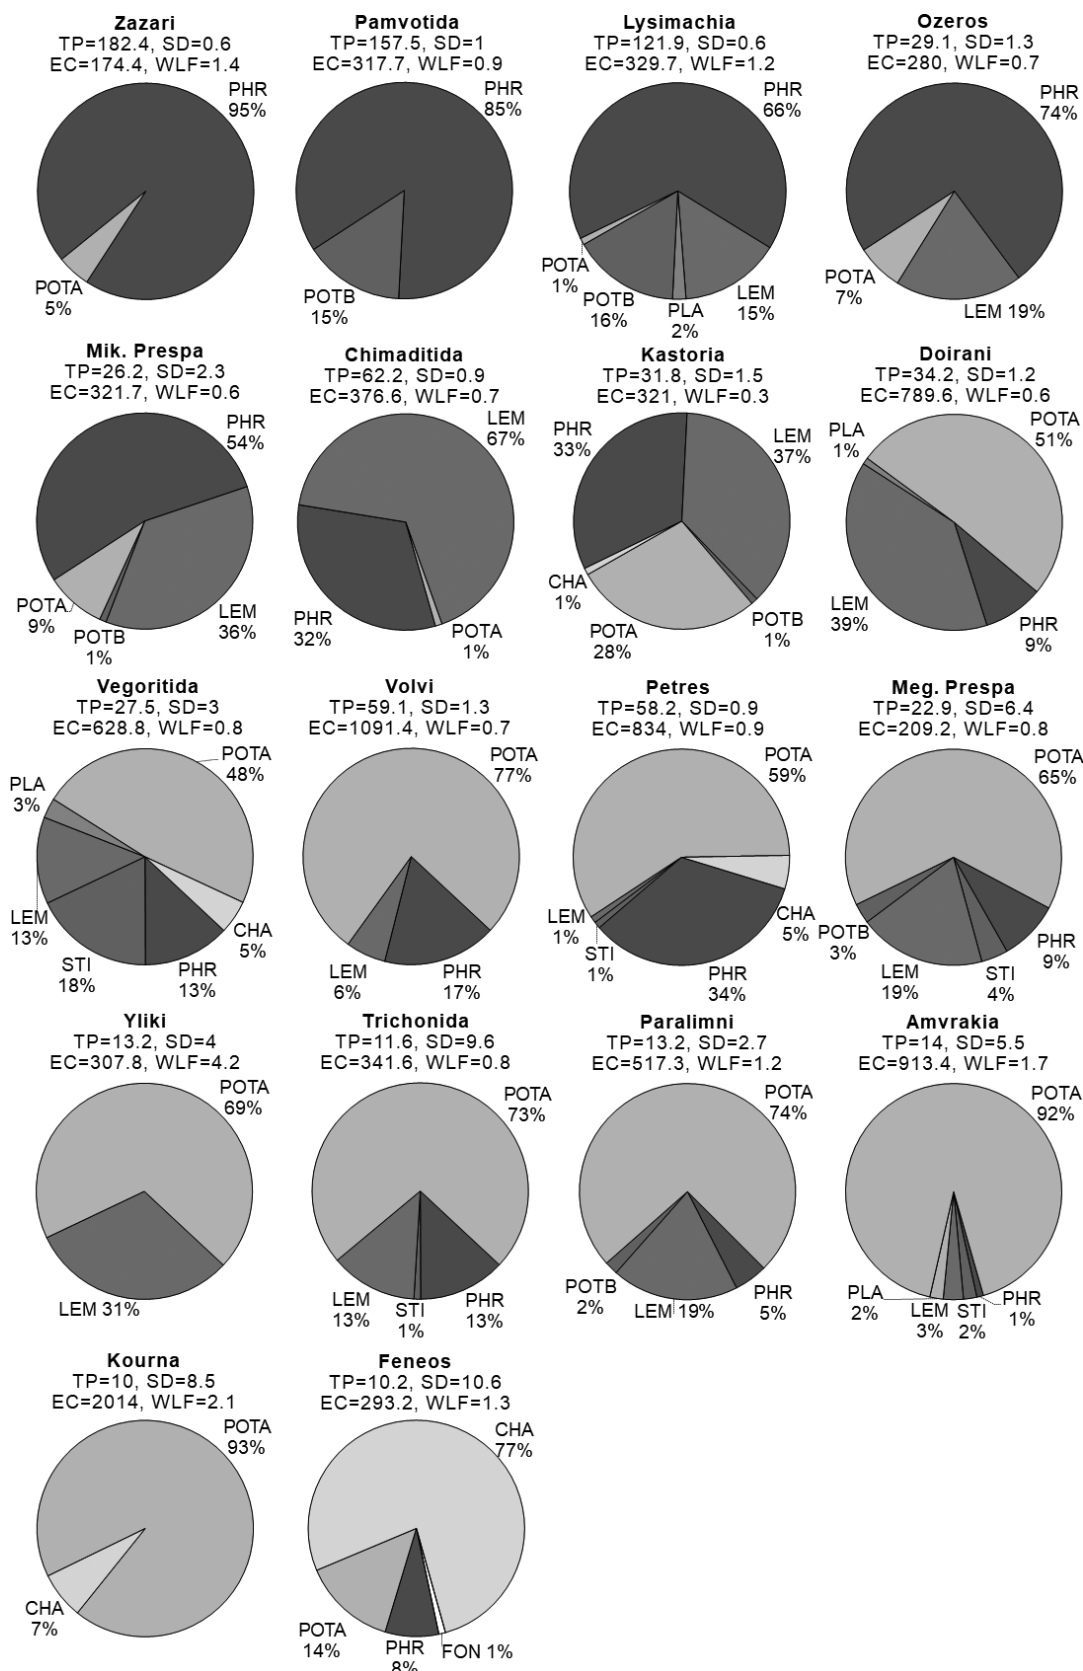 Zazari
TP=182.4, SD=0.6
EC=174.4, WLF=1.4
PHR
95%
POTA
5%
Pamvotida
TP=157.5, SD=1
EC=317.7, WLF=0.9
PHR
85%
POTB
15%
Lysimachia
TP=121.9, SD=0.6
EC=329.7, WLF=1.2
PHR
66%
POTA
1%
POTB
16%
PLA
2%
LEM
15%
Ozeros
TP=29.1, SD=1.3
EC=280, WLF=0.7
PHR
74%
POTA
7%
LEM 19%
Mik. Prespa
TP=26.2, SD=2.3
EC=321.7, WLF=0.6
PHR
54%
POTA
9%
POTB
1%
LEM
36%
Chimaditida
TP=62.2, SD=0.9
EC=376.6, WLF=0.7
LEM
67%
PHR
32%
POTA
1%
Kastoria
TP=31.8, SD=1.5
EC=321, WLF=0.3
PHR
33%
LEM
37%
CHA
1%
POTA
28%
POTB
1%
Doirani
TP=34.2, SD=1.2
EC=789.6, WLF=0.6
PLA
1%
POTA
51%
LEM
39%
PHR
9%
Vegoritida
TP=27.5, SD=3
EC=628.8, WLF=0.8
POTA
48%
PLA
3%
LEM
13%
STI
18%
PHR
13%
CHA
5%
Volvi
TP=59.1, SD=1.3
EC=1091.4, WLF=0.7
POTA
77%
LEM
6%
PHR
17%
Petres
TP=58.2, SD=0.9
EC=834, WLF=0.9
POTA
59%
LEM
1%
STI
1%
PHR
34%
CHA
5%
Meg. Prespa
TP=22.9, SD=6.4
EC=209.2, WLF=0.8
POTA
65%
POTB
3%
LEM
19%
STI
4%
PHR
9%
Yliki
TP=13.2, SD=4
EC=307.8, WLF=4.2
POTA
69%
LEM 31%
Trichonida
TP=11.6, SD=9.6
EC=341.6, WLF=0.8
POTA
73%
LEM
13%
STI
1%
PHR
13%
Paralimni
TP=13.2, SD=2.7
EC=517.3, WLF=1.2
POTA
74%
POTB
2%
LEM 19%
PHR
5%
Amvrakia
TP=14, SD=5.5
EC=913.4, WLF=1.7
POTA
92%
PLA
2%
LEM
3%
STI
2%
PHR
1%
Kourna
TP=10, SD=8.5
EC=2014, WLF=2.1
POTA
93%
CHA
7%
Feneos
TP=10.2, SD=10.6
EC=293.2, WLF=1.3
CHA
77%
POTA
14%
PHR
8%
FON 1%